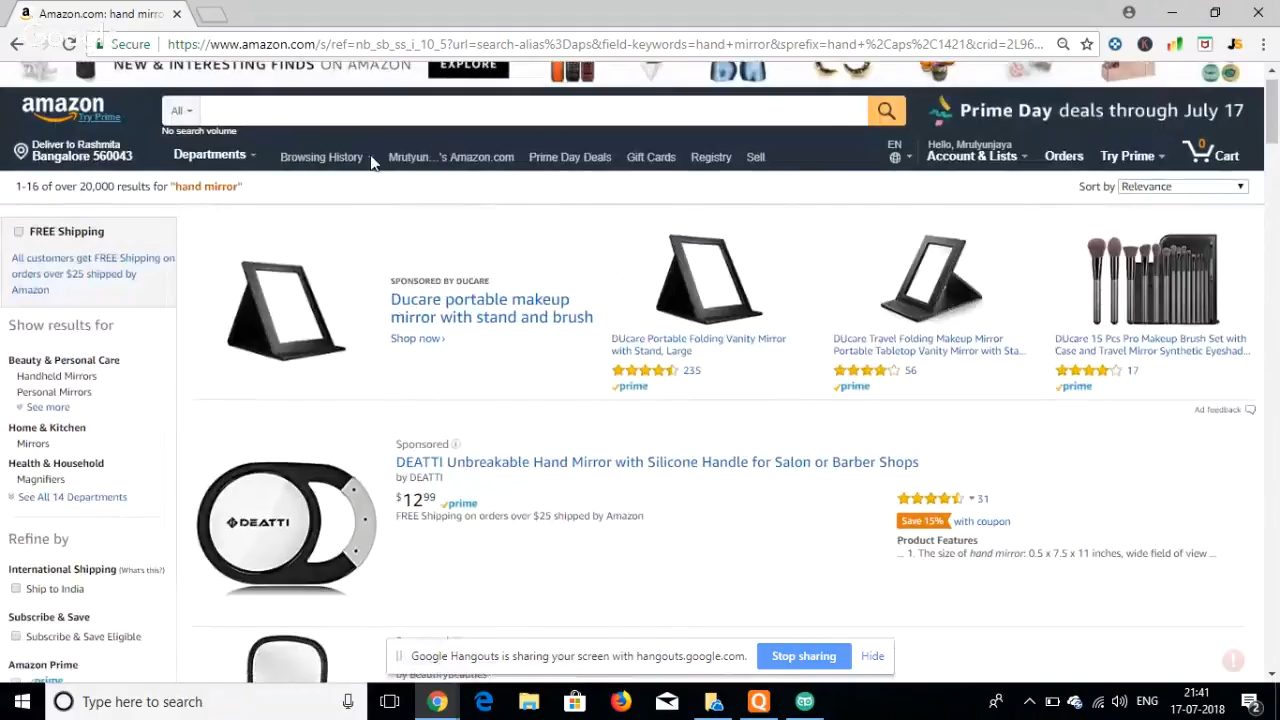 Amazon.com: hand mirro
Secure
https://www.amazon.com/s/ref=nb_sb_ss_i_10_5?url=search-alias%3Daps&field-keywords=hand+mirror&sprefix=hand+%2Caps%2C1421&crid=2L96...
NEW & INTERESTING FINDS ON AMAZON
EXPLORE
amazon
Try Prime
All
Prime Day deals through July 17
No search volume
Deliver to Rashmita
Bangalore 560043
Departments
Browsing History
Mrutyun...'s Amazon.com
Prime Day Deals
Gift Cards
Registry
Sell
EN
Hello, Mrutyunjaya
Account & Lists
Orders
Try Prime
0
Cart
1-16 of over 20,000 results for "hand mirror"
Sort by Relevance
FREE Shipping
All customers get FREE Shipping on
orders over $25 shipped by
Amazon
Show results for
Beauty & Personal Care
Handheld Mirrors
Personal Mirrors
See more
Home & Kitchen
Mirrors
Health & Household
Magnifiers
See All 14 Departments
Refine by
International Shipping (What's this?)
Ship to India
Subscribe & Save
Subscribe & Save Eligible
Amazon Prime
SPONSORED BY DUCARE
Ducare portable makeup
mirror with stand and brush
Shop now ›
DUcare Portable Folding Vanity Mirror
with Stand, Large
235
prime
DUcare Travel Folding Makeup Mirror
Portable Tabletop Vanity Mirror with Sta...
56
prime
DUcare 15 Pcs Pro Makeup Brush Set with
Case and Travel Mirror Synthetic Eyeshad...
17
prime
Ad feedback
Sponsored
DEATTI Unbreakable Hand Mirror with Silicone Handle for Salon or Barber Shops
by DEATTI
$12 99 prime
FREE Shipping on orders over $25 shipped by Amazon
DEATTI
31
Save 15% with coupon
Product Features
... 1. The size of hand mirror: 0.5 x 7.5 x 11 inches, wide field of view ...
Google Hangouts is sharing your screen with hangouts.google.com.
Stop sharing
Hide
Type here to search
ENG
21:41
17-07-2018
2